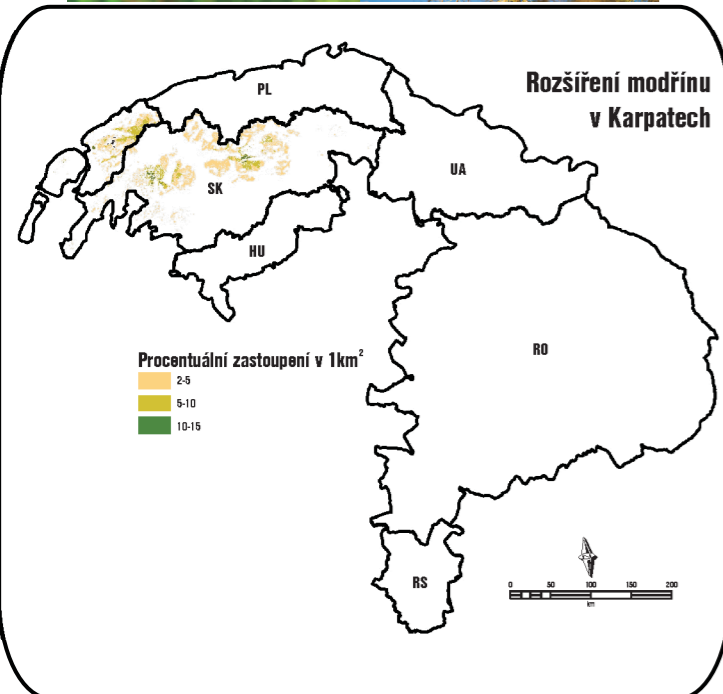 Rozšíření modřínu
v Karpatech
PL
UA
SK
HU
RO
RS
Procentuální zastoupení v 1km²
2-5
5-10
10-15
0 50 100 150 200
km